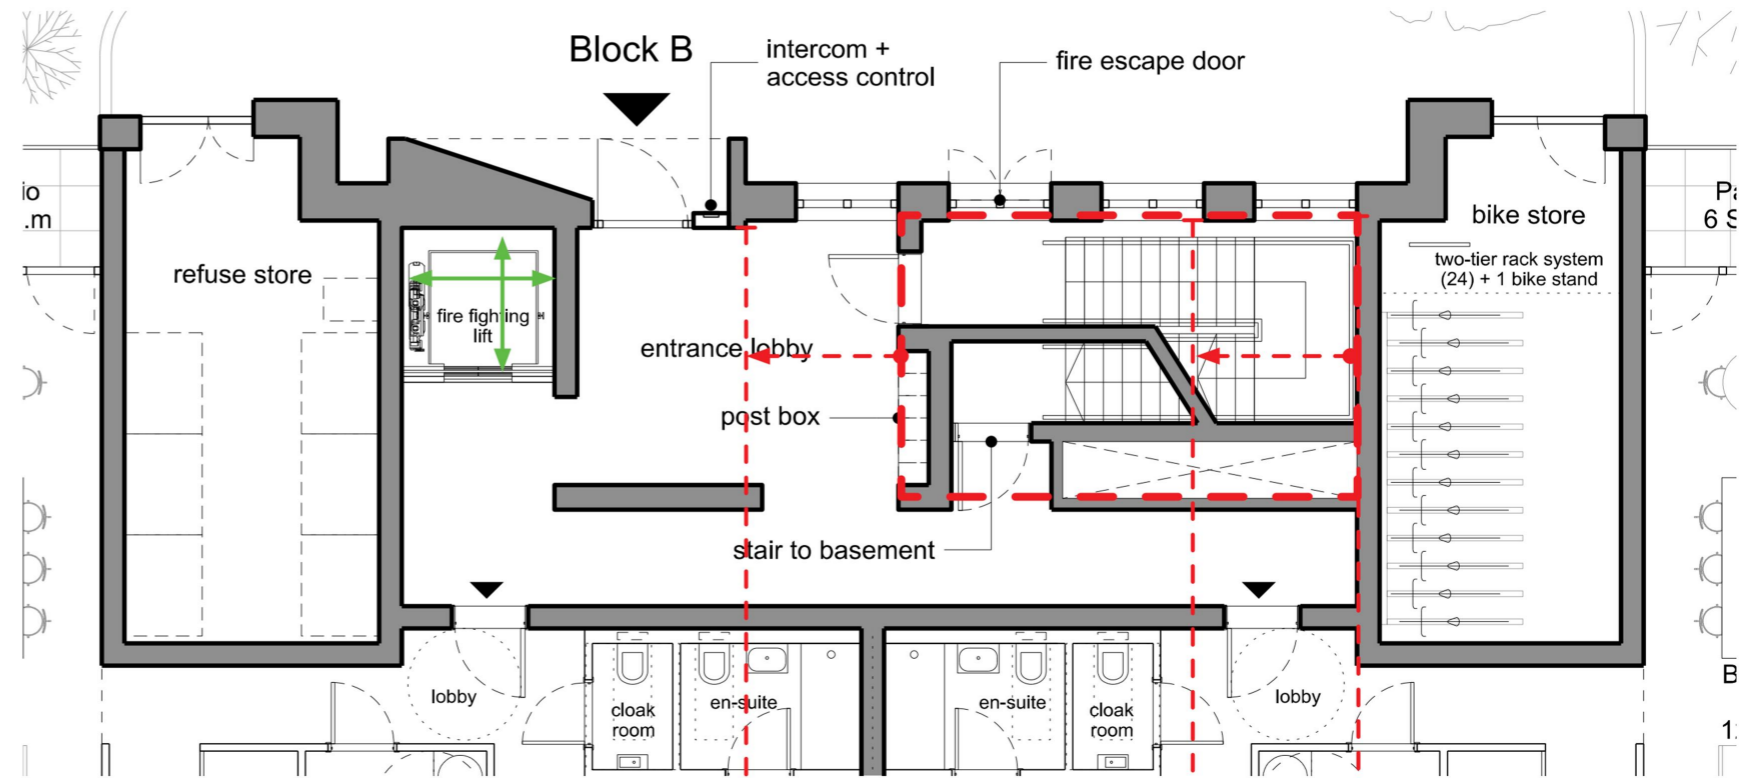 Block B
intercom +
access control
fire escape door
io
.m
refuse store
fire fighting
lift
entrance lobby
post box
stair to basement
bike store
two-tier rack system
(24) + 1 bike stand
6 S
lobby
cloak
room
en-suite
en-suite
cloak
room
lobby
B